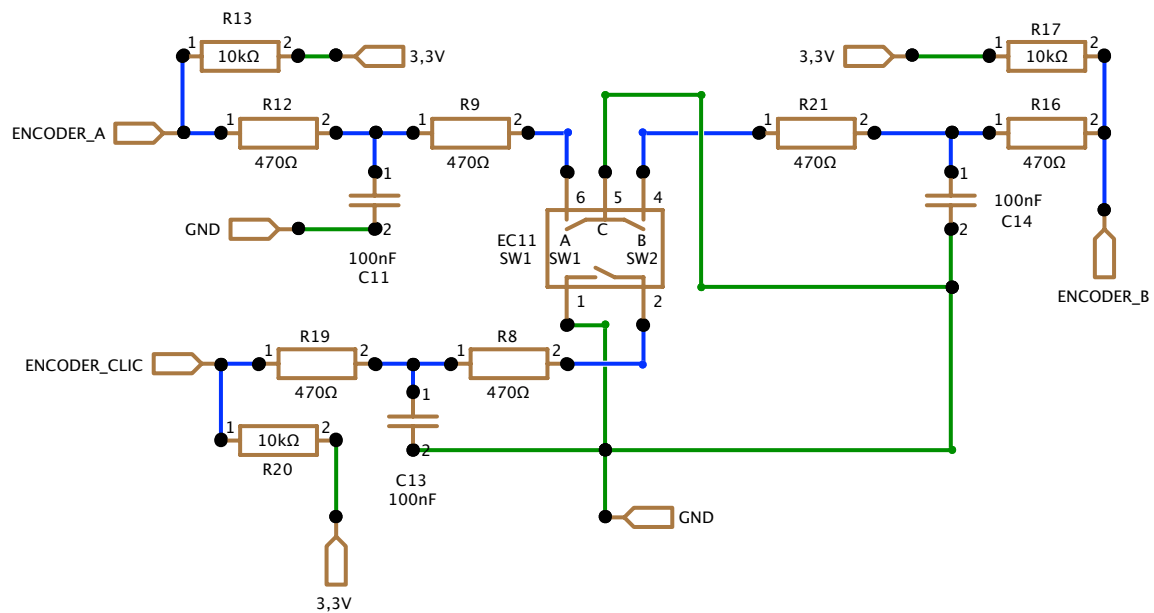 R13
1 10kΩ 2
3,3V
R17
3,3V
1 10kΩ 2
R12
R9
R21
R16
ENCODER_A
1 2
1 2
1 2
1 2
470Ω
470Ω
470Ω
470Ω
1
6 5 4
1
100nF
C14
GND
2
EC11
SW1
A C B
SW1 SW2
2
100nF
C11
1 2
ENCODER_B
R19
R8
ENCODER_CLIC
1 2
1 2
470Ω
470Ω
1
1 10kΩ 2
R20
2
C13
100nF
GND
3,3V